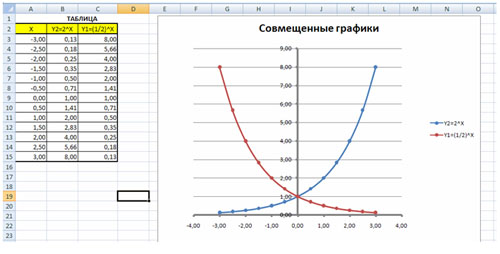 A B C D E F G H I J K L M N O
1 ТАБЛИЦА
2 X Y2=2^X Y1=(1/2)^X
3 -3,00 0,13 8,00
4 -2,50 0,18 5,66
5 -2,00 0,25 4,00
6 -1,50 0,35 2,83
7 -1,00 0,50 2,00
8 -0,50 0,71 1,41
9 0,00 1,00 1,00
10 0,50 1,41 0,71
11 1,00 2,00 0,50
12 1,50 2,83 0,35
13 2,00 4,00 0,25
14 2,50 5,66 0,18
15 3,00 8,00 0,13
16
17
18
19
20
21
22
23
Совмещенные графики
9,00
8,00
7,00
6,00
5,00
4,00
3,00
2,00
1,00
0,00
-4,00 -3,00 -2,00 -1,00 0,00 1,00 2,00 3,00 4,00
Y2=2^X
Y1=(1/2)^X